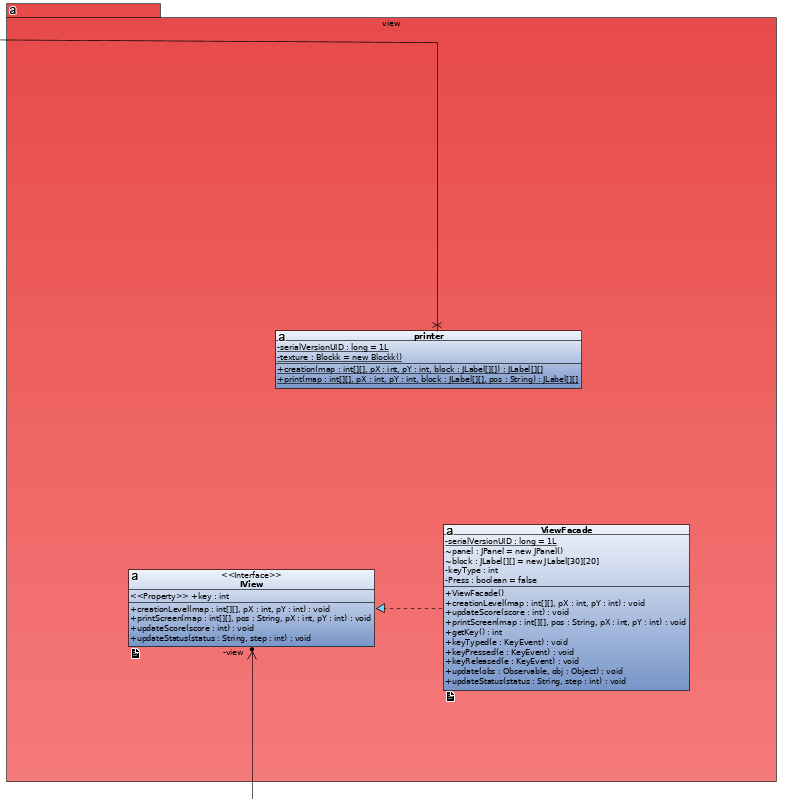 a
view
a
printer
-serialVersionUID : long = 1L
-texture : Blockk = new Blockk()
+creation(map : int[][], pX : int, pY : int, block : JLabel[][]) : JLabel[][]
+print(map : int[][], pX : int, pY : int, block : JLabel[][], pos : String) : JLabel[][]
a
ViewFacade
-serialVersionUID : long = 1L
~panel : JPanel = new JPanel()
~block : JLabel[][] = new JLabel[30][20]
-keyType : int
-Press : boolean = false
+ViewFacade()
+creationLevel(map : int[][], pX : int, pY : int) : void
+updateScore(score : int) : void
+printScreen(map : int[][], pos : String, pX : int, pY : int) : void
+getKey() : int
+keyTyped(e : KeyEvent) : void
+keyPressed(e : KeyEvent) : void
+keyReleased(e : KeyEvent) : void
+update(obs : Observable, obj : Object) : void
+updateStatus(status : String, step : int) : void
a
<<Interface>>
IView
<<Property>> +key : int
+creationLevel(map : int[][], pX : int, pY : int) : void
+printScreen(map : int[][], pos : String, pX : int, pY : int) : void
+updateScore(score : int) : void
+updateStatus(status : String, step : int) : void
-view